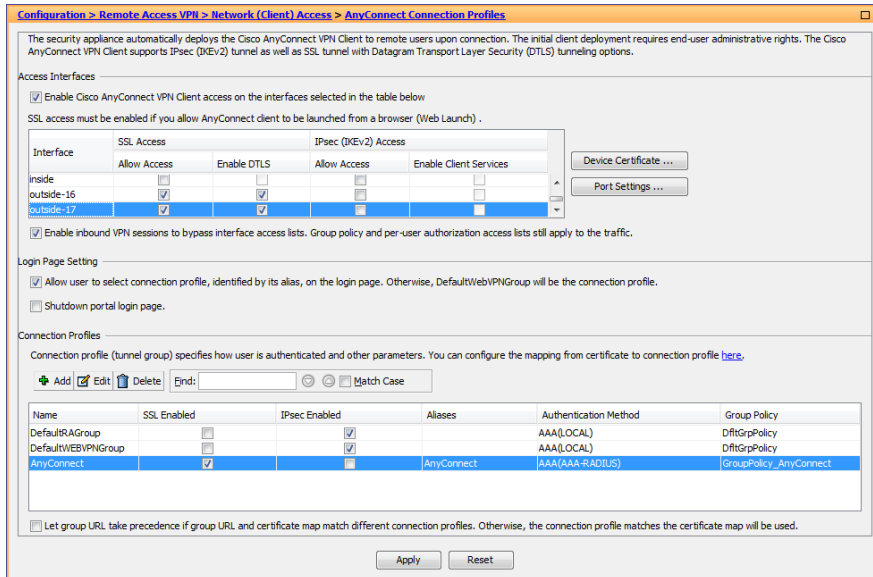 Configuration > Remote Access VPN > Network (Client) Access > AnyConnect Connection Profiles
The security appliance automatically deploys the Cisco AnyConnect VPN Client to remote users upon connection. The initial client deployment requires end-user administrative rights. The Cisco
AnyConnect VPN Client supports IPsec (IKEv2) tunnel as well as SSL tunnel with Datagram Transport Layer Security (DTLS) tunneling options.
Access Interfaces
Enable Cisco AnyConnect VPN Client access on the interfaces selected in the table below
SSL access must be enabled if you allow AnyConnect client to be launched from a browser (Web Launch) .
Interface SSL Access IPsec (IKEv2) Access
Allow Access Enable DTLS Allow Access Enable Client Services
inside
outside-16
outside-17
Device Certificate ...
Port Settings ...
Enable inbound VPN sessions to bypass interface access lists. Group policy and per-user authorization access lists still apply to the traffic.
Login Page Setting
Allow user to select connection profile, identified by its alias, on the login page. Otherwise, DefaultWebVPNGroup will be the connection profile.
Shutdown portal login page.
Connection Profiles
Connection profile (tunnel group) specifies how user is authenticated and other parameters. You can configure the mapping from certificate to connection profile here.
Add Edit Delete Find: Match Case
Name SSL Enabled IPsec Enabled Aliases Authentication Method Group Policy
DefaultRAGroup AAA(LOCAL) DfltGrpPolicy
DefaultWEBVPNGroup AAA(LOCAL) DfltGrpPolicy
AnyConnect AnyConnect AAA(AAA-RADIUS) GroupPolicy_AnyConnect
Let group URL take precedence if group URL and certificate map match different connection profiles. Otherwise, the connection profile matches the certificate map will be used.
Apply Reset